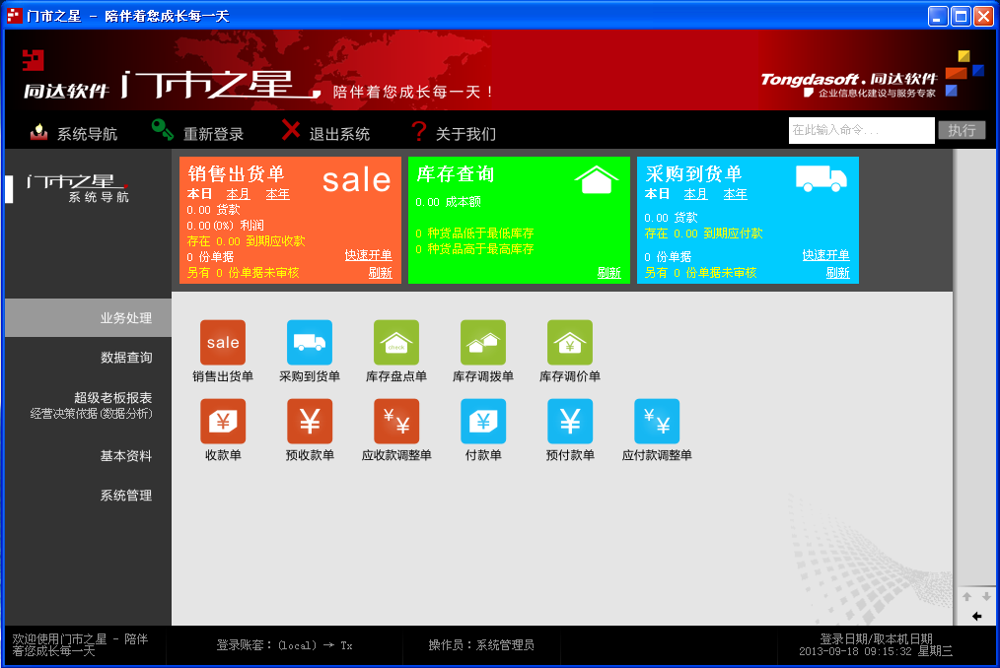 门市之星 - 陪伴着您成长每一天
同达软件 门市之星 陪伴着您成长每一天！
Tongdasoft.同达软件
企业信息化建设与服务专家
系统导航 重新登录 退出系统 关于我们
在此输入命令... 执行
门市之星
系统导航
销售出货单 sale
本日 本月 本年
0.00 货款
0.00(0%) 利润
存在 0.00 到期应收款
0 份单据 快速开单
另有 0 份单据未审核 刷新
库存查询
0.00 成本额
0 种货品低于最低库存
0 种货品高于最高库存
刷新
采购到货单
本日 本月 本年
0.00 货款
存在 0.00 到期应付款
0 份单据 快速开单
另有 0 份单据未审核 刷新
业务处理
数据查询
超级老板报表
经营决策依据(数据分析)
基本资料
系统管理
sale check ¥
销售出货单 采购到货单 库存盘点单 库存调拨单 库存调价单
¥ ¥ ¥ ¥ ¥ ¥ ¥ ¥
收款单 预收款单 应收款调整单 付款单 预付款单 应付款调整单
欢迎使用门市之星 - 陪伴
着您成长每一天
登录账套：(local) → Tx
操作员：系统管理员
登录日期/取本机日期
2013-09-18 09:15:32 星期三